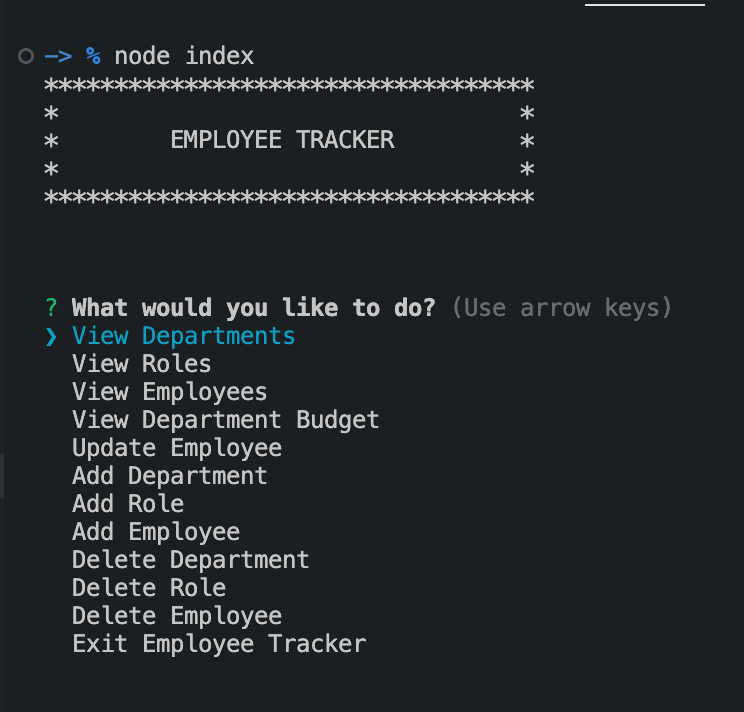 —> % node index
***********************************
*                                 *
*        EMPLOYEE TRACKER         *
*                                 *
***********************************
? What would you like to do? (Use arrow keys)
❯ View Departments
View Roles
View Employees
View Department Budget
Update Employee
Add Department
Add Role
Add Employee
Delete Department
Delete Role
Delete Employee
Exit Employee Tracker